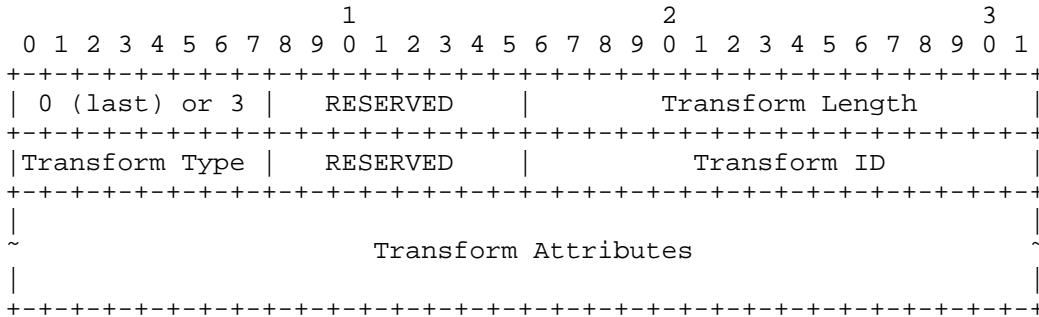 1                   2                   3
 0 1 2 3 4 5 6 7 8 9 0 1 2 3 4 5 6 7 8 9 0 1 2 3 4 5 6 7 8 9 0 1
+-+-+-+-+-+-+-+-+-+-+-+-+-+-+-+-+-+-+-+-+-+-+-+-+-+-+-+-+-+-+-+-+
| 0 (last) or 3 |   RESERVED    |        Transform Length       |
+-+-+-+-+-+-+-+-+-+-+-+-+-+-+-+-+-+-+-+-+-+-+-+-+-+-+-+-+-+-+-+-+
|Transform Type |   RESERVED    |          Transform ID         |
+-+-+-+-+-+-+-+-+-+-+-+-+-+-+-+-+-+-+-+-+-+-+-+-+-+-+-+-+-+-+-+-+
|                                                               |
~                      Transform Attributes                     ~
|                                                               |
+-+-+-+-+-+-+-+-+-+-+-+-+-+-+-+-+-+-+-+-+-+-+-+-+-+-+-+-+-+-+-+-+